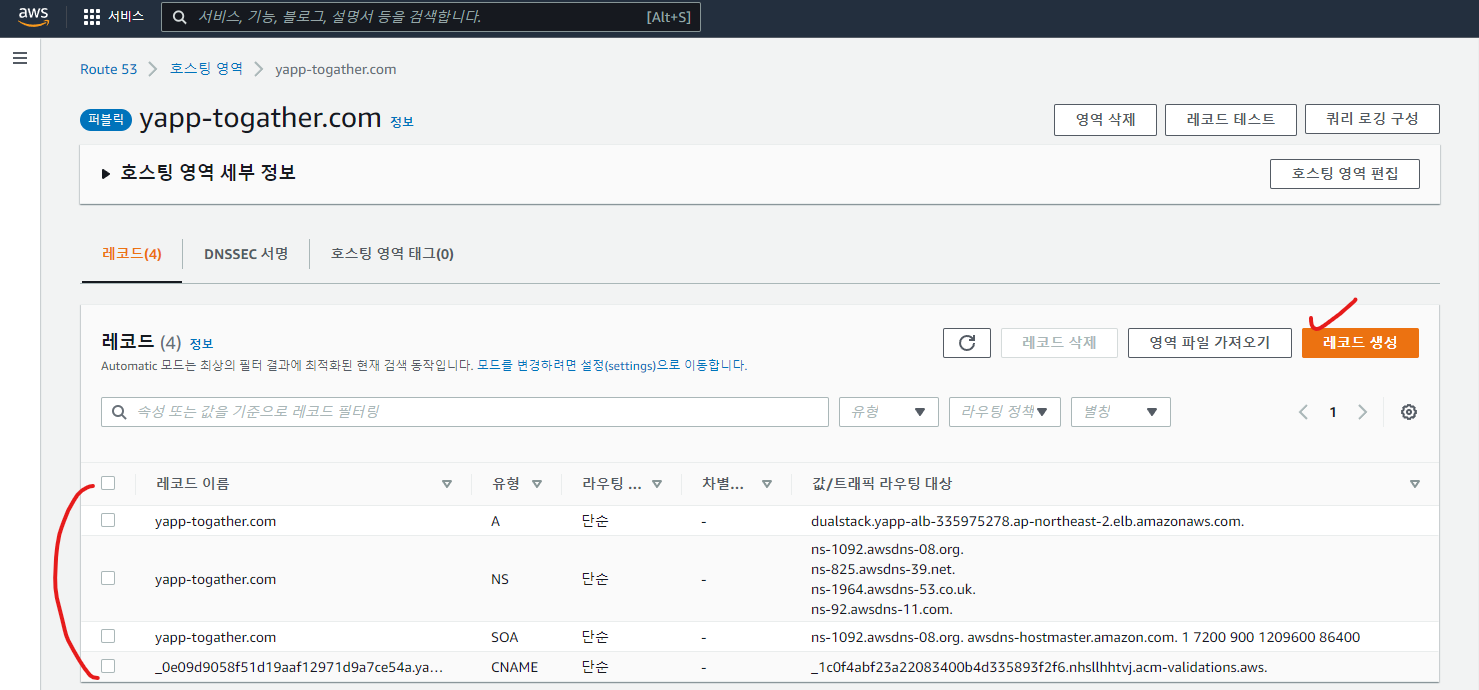 aws 서비스 서비스, 기능, 블로그, 설명서 등을 검색합니다. [Alt+S]
Route 53 호스팅 영역 yapp-togather.com
퍼블릭 yapp-togather.com 정보 영역 삭제 레코드 테스트 쿼리 로깅 구성
호스팅 영역 세부 정보 호스팅 영역 편집
레코드(4) DNSSEC 서명 호스팅 영역 태그(0)
레코드 (4) 정보 레코드 삭제 영역 파일 가져오기 레코드 생성
Automatic 모드는 최상의 필터 결과에 최적화된 현재 검색 동작입니다. 모드를 변경하려면 설정(settings)으로 이동합니다.
속성 또는 값을 기준으로 레코드 필터링 유형 라우팅 정책 별칭 1
레코드 이름 유형 라우팅 ... 차별... 값/트래픽 라우팅 대상
yapp-togather.com A 단순 - dualstack.yapp-alb-335975278.ap-northeast-2.elb.amazonaws.com.
ns-1092.awsdns-08.org.
ns-825.awsdns-39.net.
yapp-togather.com NS 단순 -
ns-1964.awsdns-53.co.uk.
ns-92.awsdns-11.com.
yapp-togather.com SOA 단순 - ns-1092.awsdns-08.org. awsdns-hostmaster.amazon.com. 1 7200 900 1209600 86400
_0e09d9058f51d19aaf12971d9a7ce54a.ya... CNAME 단순 - _1c0f4abf23a22083400b4d335893f2f6.nhsllhhtvj.acm-validations.aws.